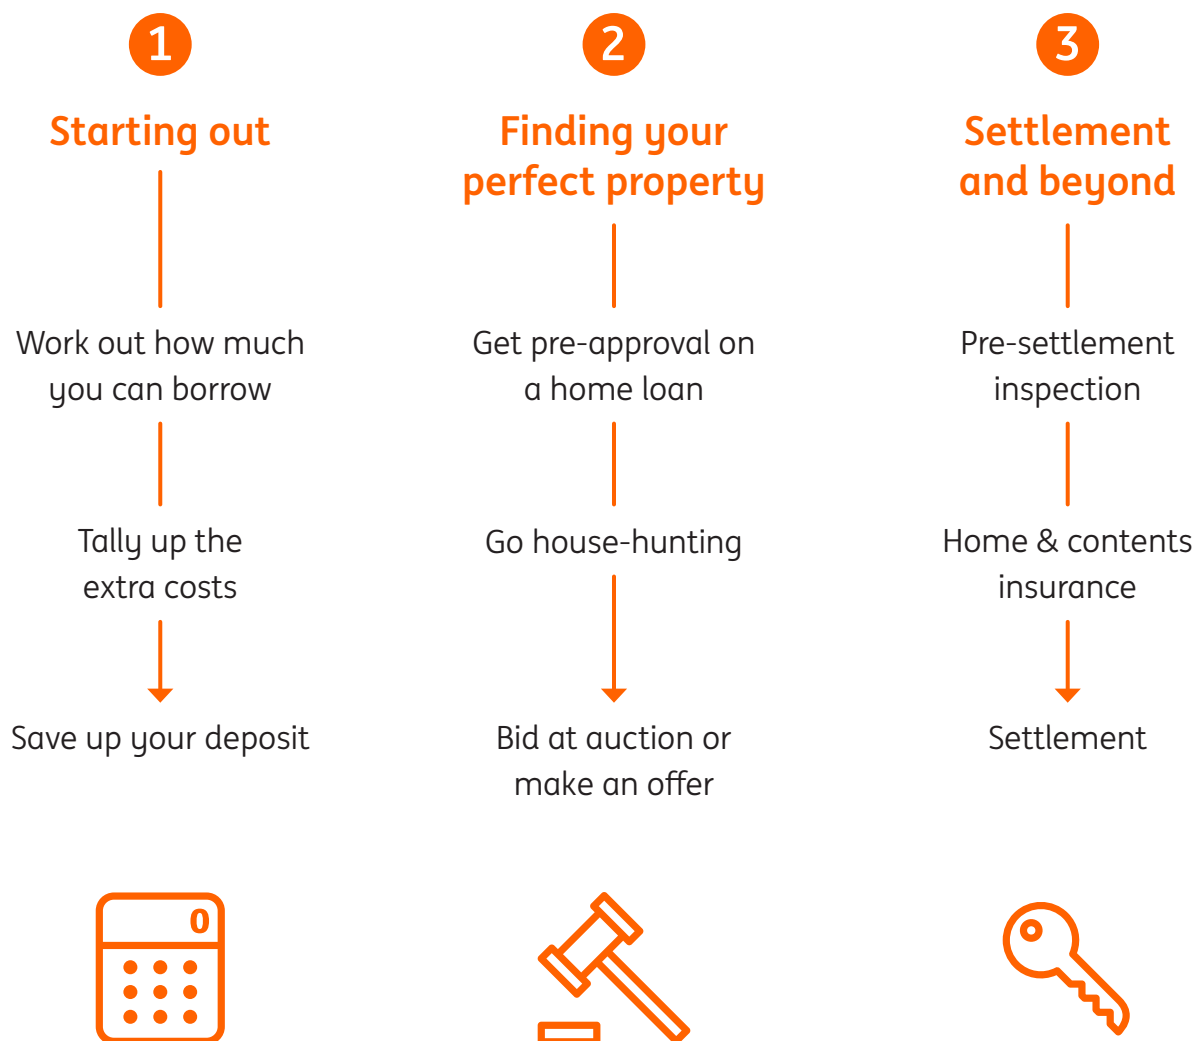 1
Starting out
Work out how much
you can borrow
Tally up the
extra costs
Save up your deposit
0
2
Finding your
perfect property
Get pre-approval on
a home loan
Go house-hunting
Bid at auction or
make an offer
3
Settlement
and beyond
Pre-settlement
inspection
Home & contents
insurance
Settlement